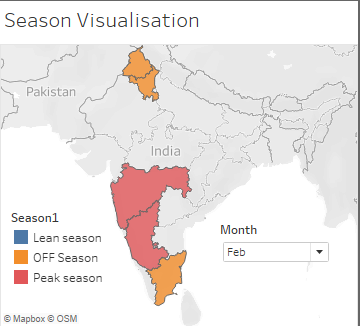 Season Visualisation
Pakistan
India
Season1
Lean season
OFF Season
Peak season
Month
Feb
© Mapbox © OSM